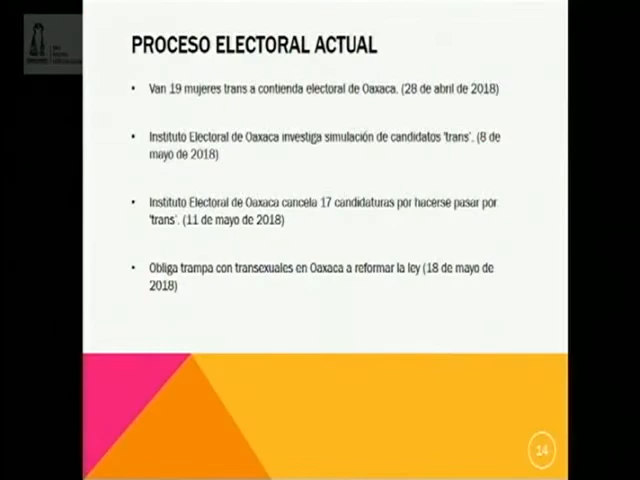 PROCESO ELECTORAL ACTUAL
• Van 19 mujeres trans a contienda electoral de Oaxaca. (28 de abril de 2018)
• Instituto Electoral de Oaxaca investiga simulación de candidatos 'trans'. (8 de
mayo de 2018)
• Instituto Electoral de Oaxaca cancela 17 candidaturas por hacerse pasar por
'trans'. (11 de mayo de 2018)
• Obliga trampa con transexuales en Oaxaca a reformar la ley (18 de mayo de
2018)
14